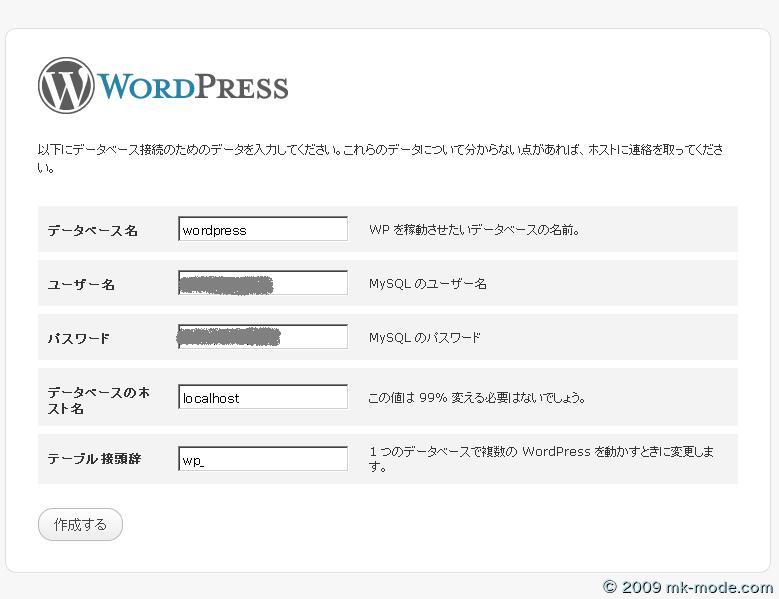 WORDPRESS
以下にデータベース接続のためのデータを入力してください。これらのデータについて分からない点があれば、ホストに連絡を取ってくださ
い。
データベース名 wordpress WP を稼動させたいデータベースの名前。
ユーザー名 MySQL のユーザー名
パスワード MySQL のパスワード
データベースのホ
スト名
localhost この値は 99% 変える必要はないでしょう。
テーブル接頭辞 wp_ 1 つのデータベースで複数の WordPress を動かすときに変更しま
す。
作成する
© 2009 mk-mode.com